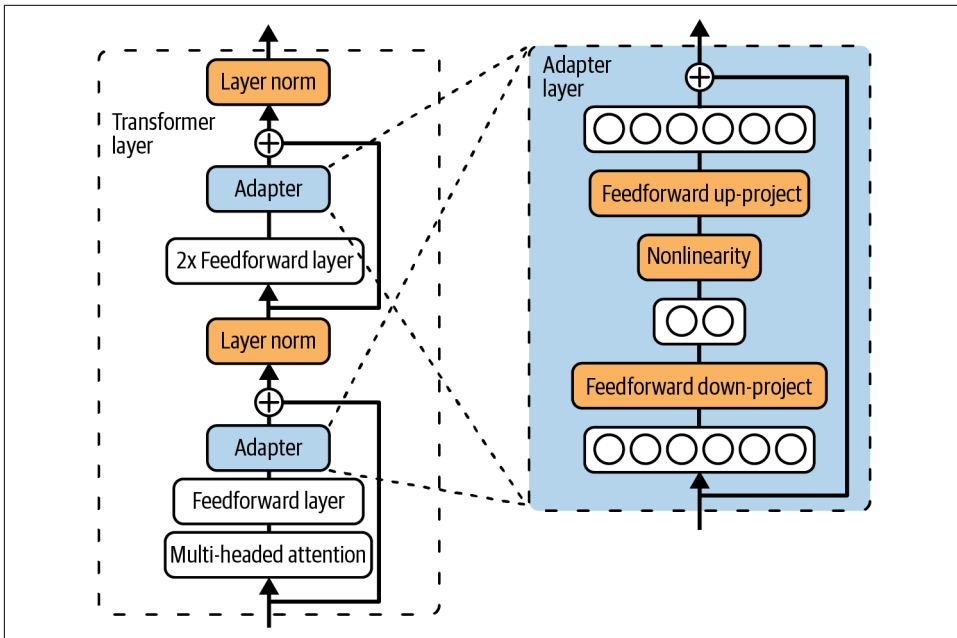 Layer norm
Transformer
layer
Adapter
2x Feedforward layer
Layer norm
Adapter
Feedforward layer
Multi-headed attention
Adapter
layer
Feedforward up-project
Nonlinearity
Feedforward down-project